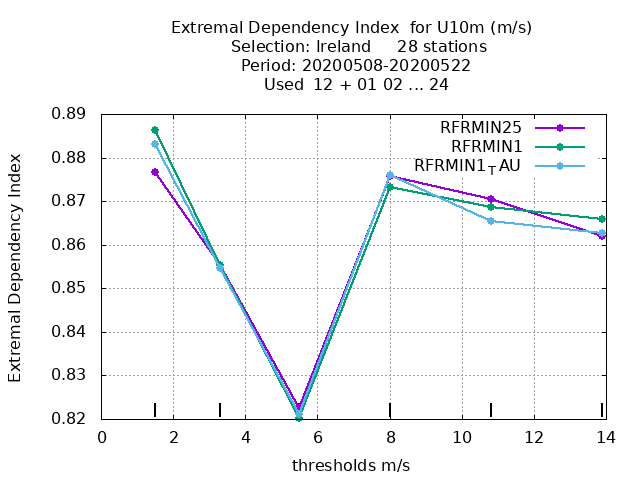 Extremal Dependency Index  for U10m (m/s)
Selection: Ireland     28 stations
Period: 20200508-20200522
Used  12 + 01 02 ... 24
RFRMIN25
RFRMIN1
RFRMIN1TAU
0.89
0.88
0.87
0.86
0.85
0.84
0.83
0.82
Extremal Dependency Index
0 2 4 6 8 10 12 14
thresholds m/s